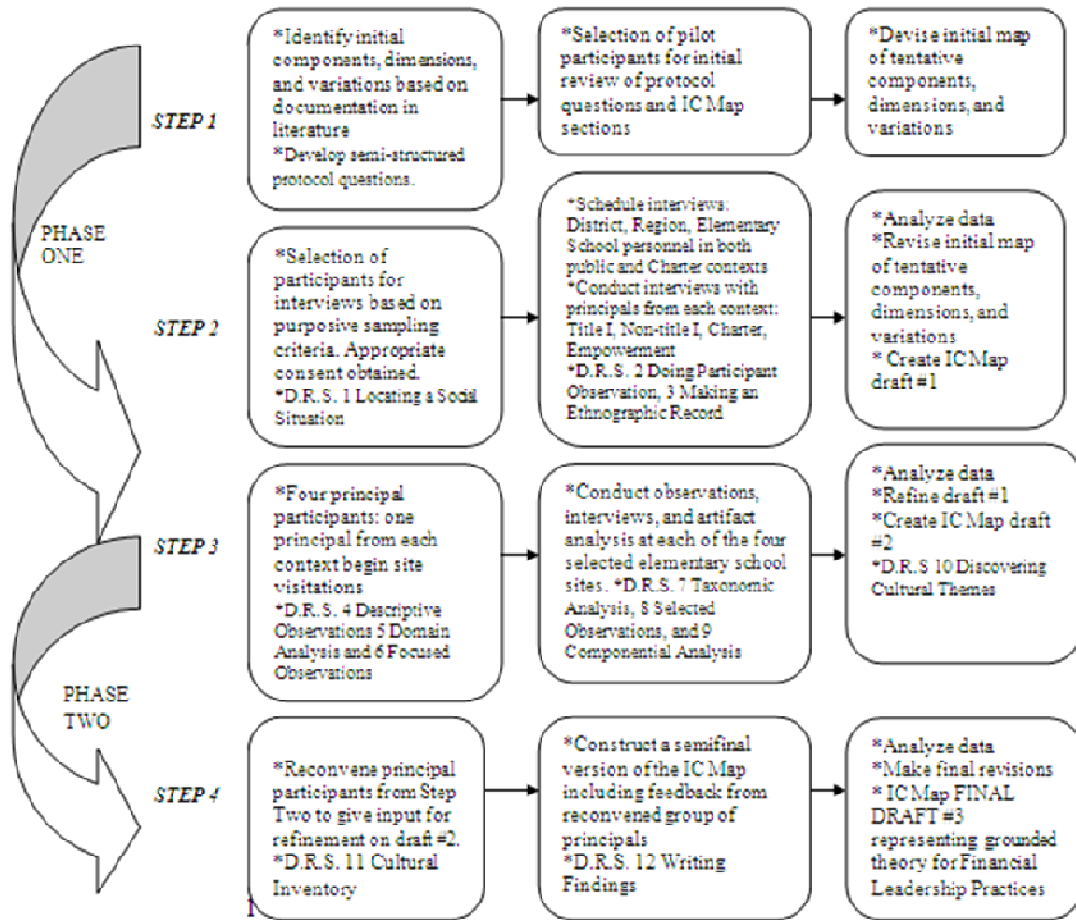 STEP 1
*Identify initial
components, dimensions,
and variations based on
documentation in
literature
*Develop semi-structured
protocol questions.
*Selection of pilot
participants for initial
review of protocol
questions and IC Map
sections
*Devise initial map
of tentative
components,
dimensions, and
variations
PHASE
ONE
STEP 2
*Selection of
participants for
interviews based on
purposive sampling
criteria. Appropriate
consent obtained.
*D.R.S. 1 Locating a Social
Situation
*Schedule interviews:
District, Region, Elementary
School personnel in both
public and Charter contexts
*Conduct interviews with
principals from each context:
Title I, Non-title I, Charter,
Empowerment
*D.R.S. 2 Doing Participant
Observation, 3 Making an
Ethnographic Record
*Analyze data
*Revise initial map
of tentative
components,
dimensions, and
variations
* Create IC Map
draft #1
STEP 3
*Four principal
participants: one
principal from each
context begin site
visitations
*D.R.S. 4 Descriptive
Observations 5 Domain
Analysis and 6 Focused
Observations
*Conduct observations,
interviews, and artifact
analysis at each of the four
selected elementary school
sites. *D.R.S. 7 Taxonomic
Analysis, 8 Selected
Observations, and 9
Componential Analysis
*Analyze data
*Refine draft #1
*Create IC Map draft
#2
*D.R.S 10 Discovering
Cultural Themes
PHASE
TWO
STEP 4
*Reconvene principal
participants from Step
Two to give input for
refinement on draft #2.
*D.R.S. 11 Cultural
Inventory
*Construct a semifinal
version of the IC Map
including feedback from
reconvened group of
principals
*D.R.S. 12 Writing
Findings
*Analyze data
*Make final revisions
* IC Map FINAL
DRAFT #3
representing grounded
theory for Financial
Leadership Practices